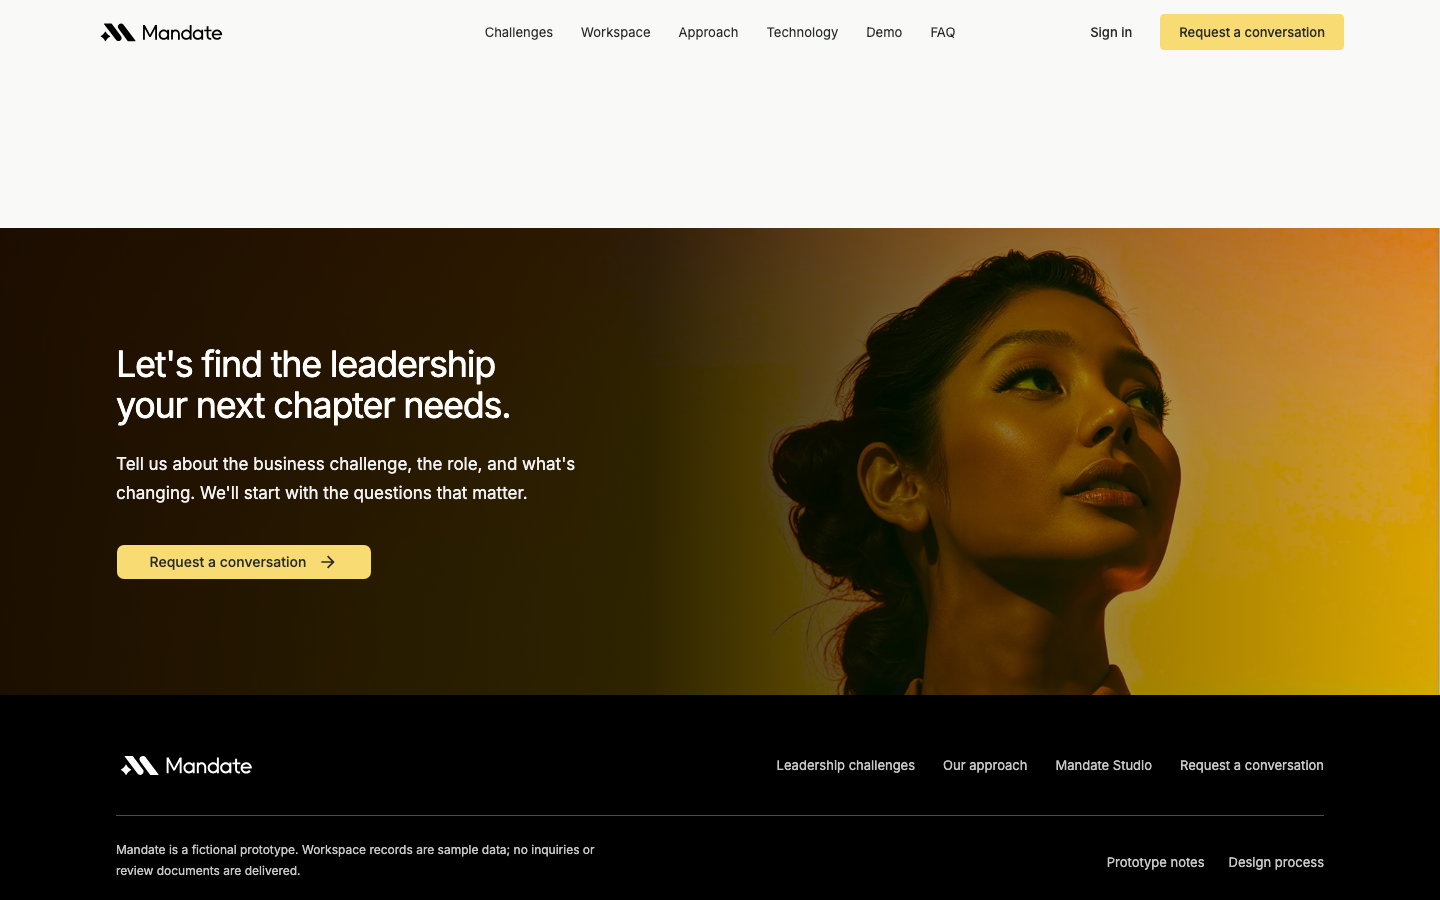 Mandate
Challenges
Workspace
Approach
Technology
Demo
FAQ
Sign in
Request a conversation
Let's find the leadership
your next chapter needs.
Tell us about the business challenge, the role, and what's
changing. We'll start with the questions that matter.
Request a conversation
Mandate
Leadership challenges
Our approach
Mandate Studio
Request a conversation
Mandate is a fictional prototype. Workspace records are sample data; no inquiries or
review documents are delivered.
Prototype notes
Design process